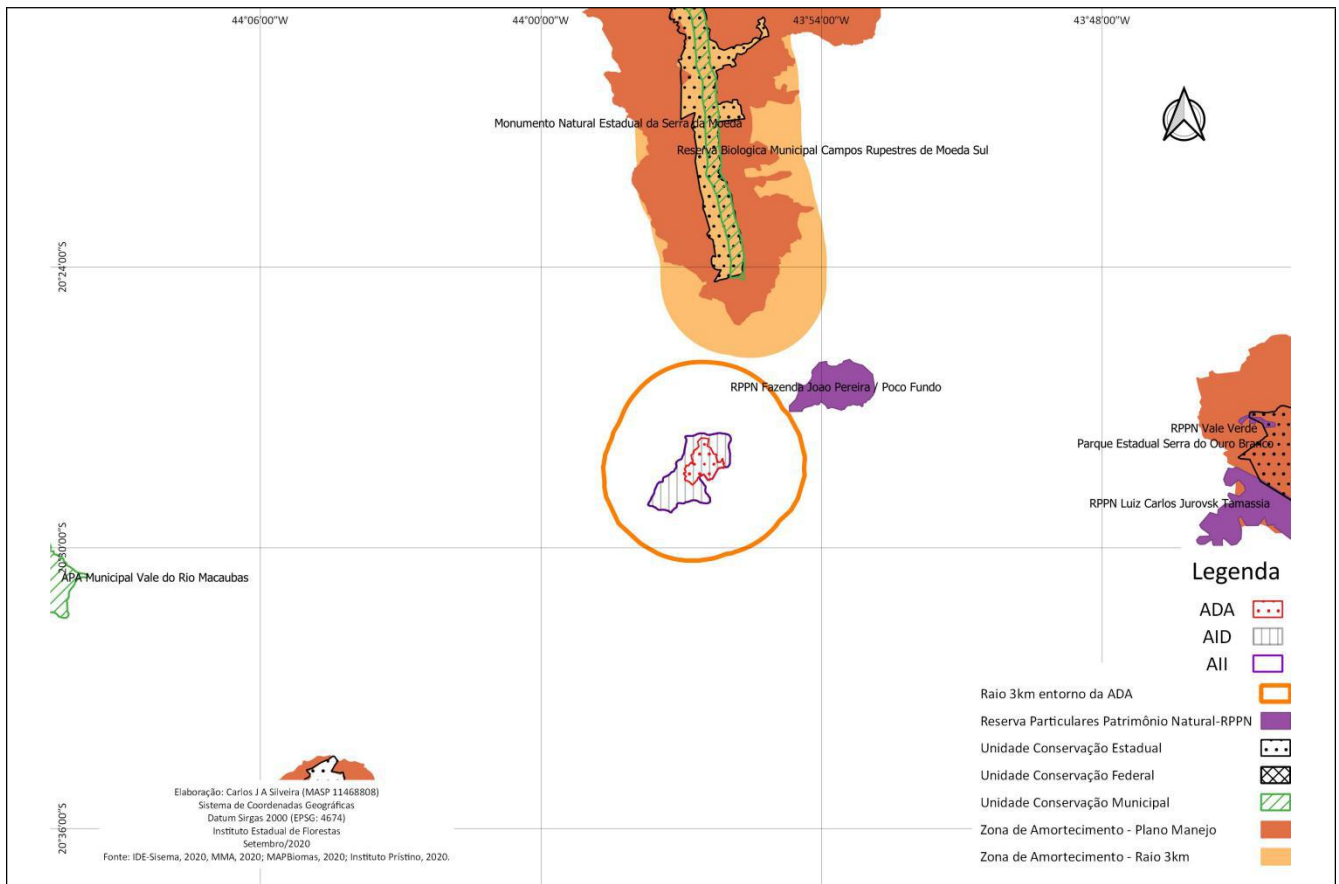 44°06'00"W
44°00'00"W
43°54'00"W
43°48'00"W
Monumento Natural Estadual da Serra da Moeda
Reserva Biologica Municipal Campos Rupestres de Moeda Sul
20°24'00"S
RPPN Fazenda Joao Pereira / Poco Fundo
RPPN Vale Verde
Parque Estadual Serra do Ouro Branco
RPPN Luiz Carlos Jurovsk Tamassia
20°30'00"S
APA Municipal Vale do Rio Macaubas
Legenda
ADA
AID
AII
Raio 3km entorno da ADA
Reserva Particulares Patrimônio Natural-RPPN
Unidade Conservação Estadual
Unidade Conservação Federal
Unidade Conservação Municipal
Zona de Amortecimento - Plano Manejo
Zona de Amortecimento - Raio 3km
20°36'00"S
Elaboração: Carlos J A Silveira (MASP 11468808)
Sistema de Coordenadas Geográficas
Datum Sirgas 2000 (EPSG: 4674)
Instituto Estadual de Florestas
Setembro/2020
Fonte: IDE-Sisema, 2020, MMA, 2020; MAPBiomas, 2020; Instituto Prístino, 2020.